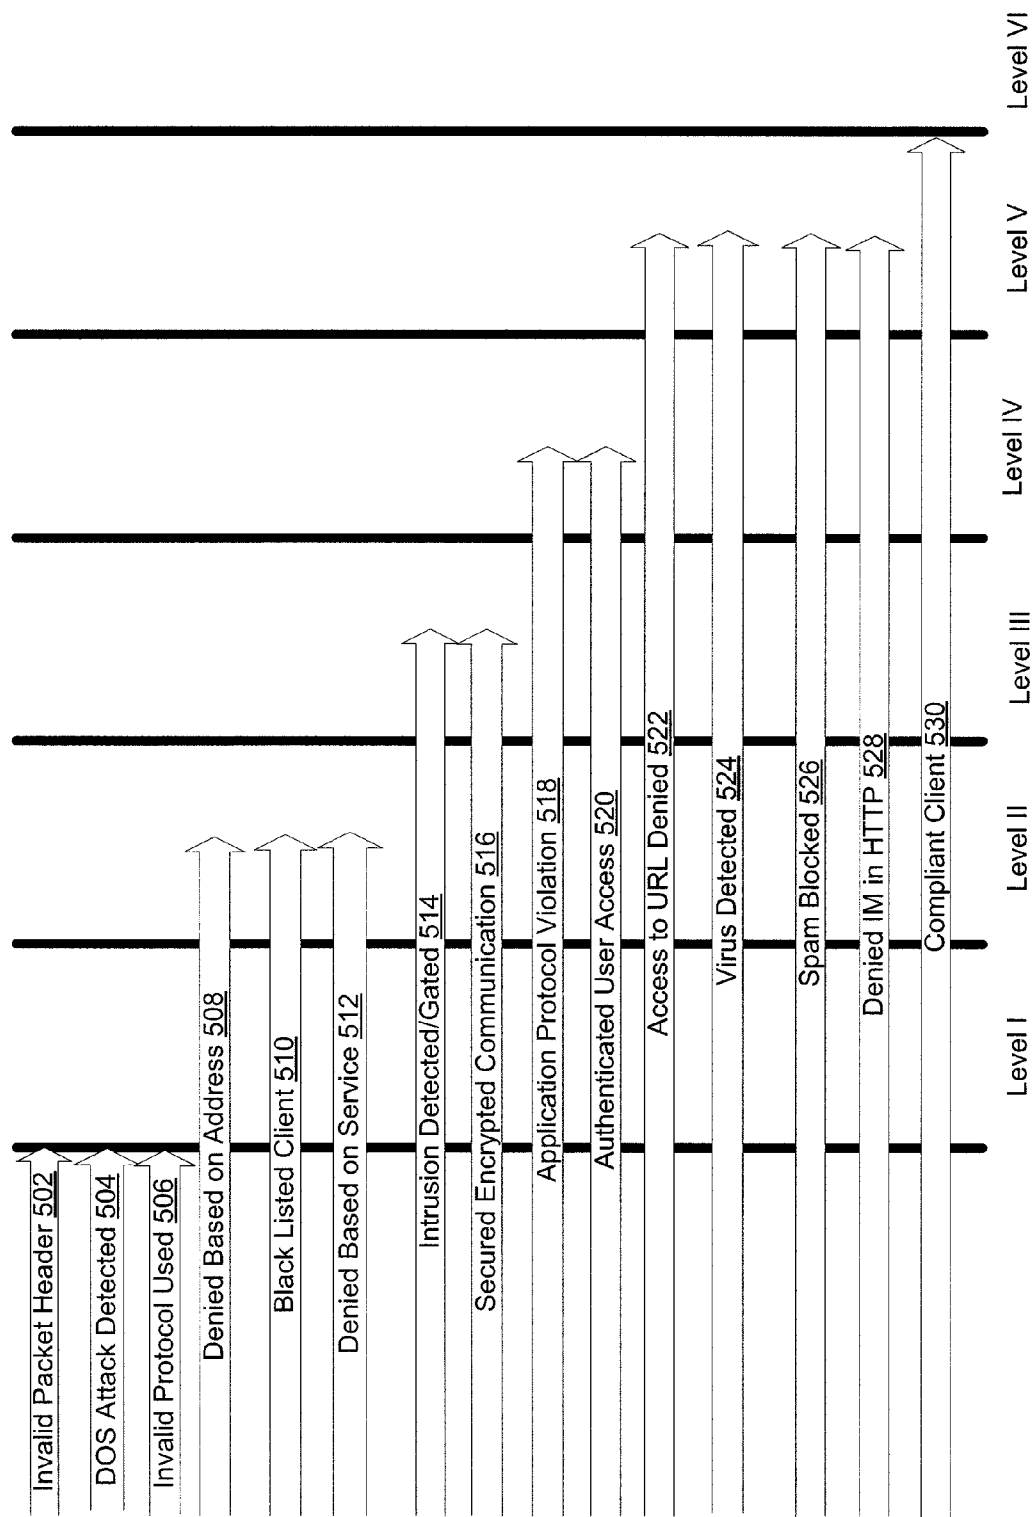 Invalid Packet Header 502
DOS Attack Detected 504
Invalid Protocol Used 506
Denied Based on Address 508
Black Listed Client 510
Denied Based on Service 512
Intrusion Detected/Gated 514
Secured Encrypted Communication 516
Application Protocol Violation 518
Authenticated User Access 520
Access to URL Denied 522
Virus Detected 524
Spam Blocked 526
Denied IM in HTTP 528
Compliant Client 530
Level I
Level II
Level III
Level IV
Level V
Level VI